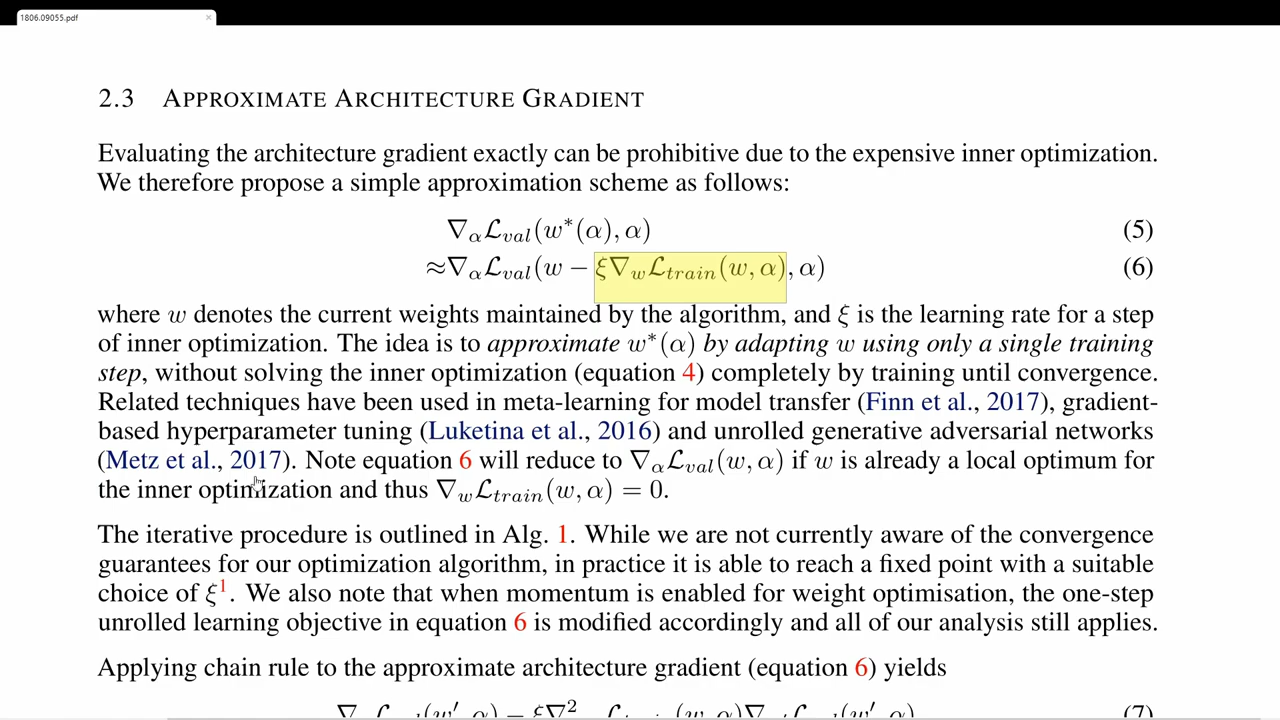 1806.09055.pdf
×
2.3 APPROXIMATE ARCHITECTURE GRADIENT
Evaluating the architecture gradient exactly can be prohibitive due to the expensive inner optimization.
We therefore propose a simple approximation scheme as follows:
∇αℒval(w*(α), α) (5)
≈∇αℒval(w − ξ∇wℒtrain(w, α), α) (6)
where w denotes the current weights maintained by the algorithm, and ξ is the learning rate for a step
of inner optimization. The idea is to approximate w*(α) by adapting w using only a single training
step, without solving the inner optimization (equation 4) completely by training until convergence.
Related techniques have been used in meta-learning for model transfer (Finn et al., 2017), gradient-
based hyperparameter tuning (Luketina et al., 2016) and unrolled generative adversarial networks
(Metz et al., 2017). Note equation 6 will reduce to ∇αℒval(w, α) if w is already a local optimum for
the inner optimization and thus ∇wℒtrain(w, α) = 0.
The iterative procedure is outlined in Alg. 1. While we are not currently aware of the convergence
guarantees for our optimization algorithm, in practice it is able to reach a fixed point with a suitable
choice of ξ¹. We also note that when momentum is enabled for weight optimisation, the one-step
unrolled learning objective in equation 6 is modified accordingly and all of our analysis still applies.
Applying chain rule to the approximate architecture gradient (equation 6) yields